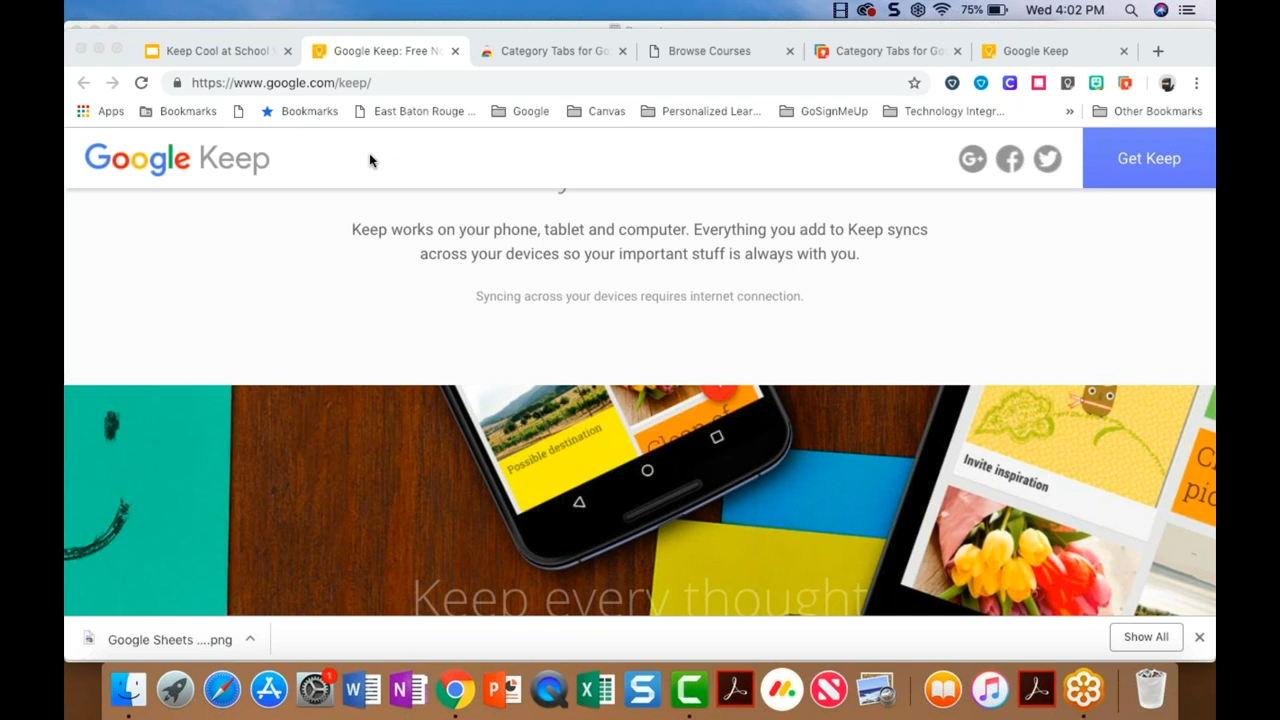 75% Wed 4:02 PM
Keep Cool at School Google Keep: Free No Category Tabs for Go Browse Courses Category Tabs for Go Google Keep
https://www.google.com/keep/
Apps Bookmarks Bookmarks East Baton Rouge ... Google Canvas Personalized Lear... GoSignMeUp Technology Integr... » Other Bookmarks
Google Keep
G+
Get Keep
Keep works on your phone, tablet and computer. Everything you add to Keep syncs
across your devices so your important stuff is always with you.
Syncing across your devices requires internet connection.
Possible destination
Clean of
Invite inspiration
Keep every thought
Google Sheets ....png
Show All
1